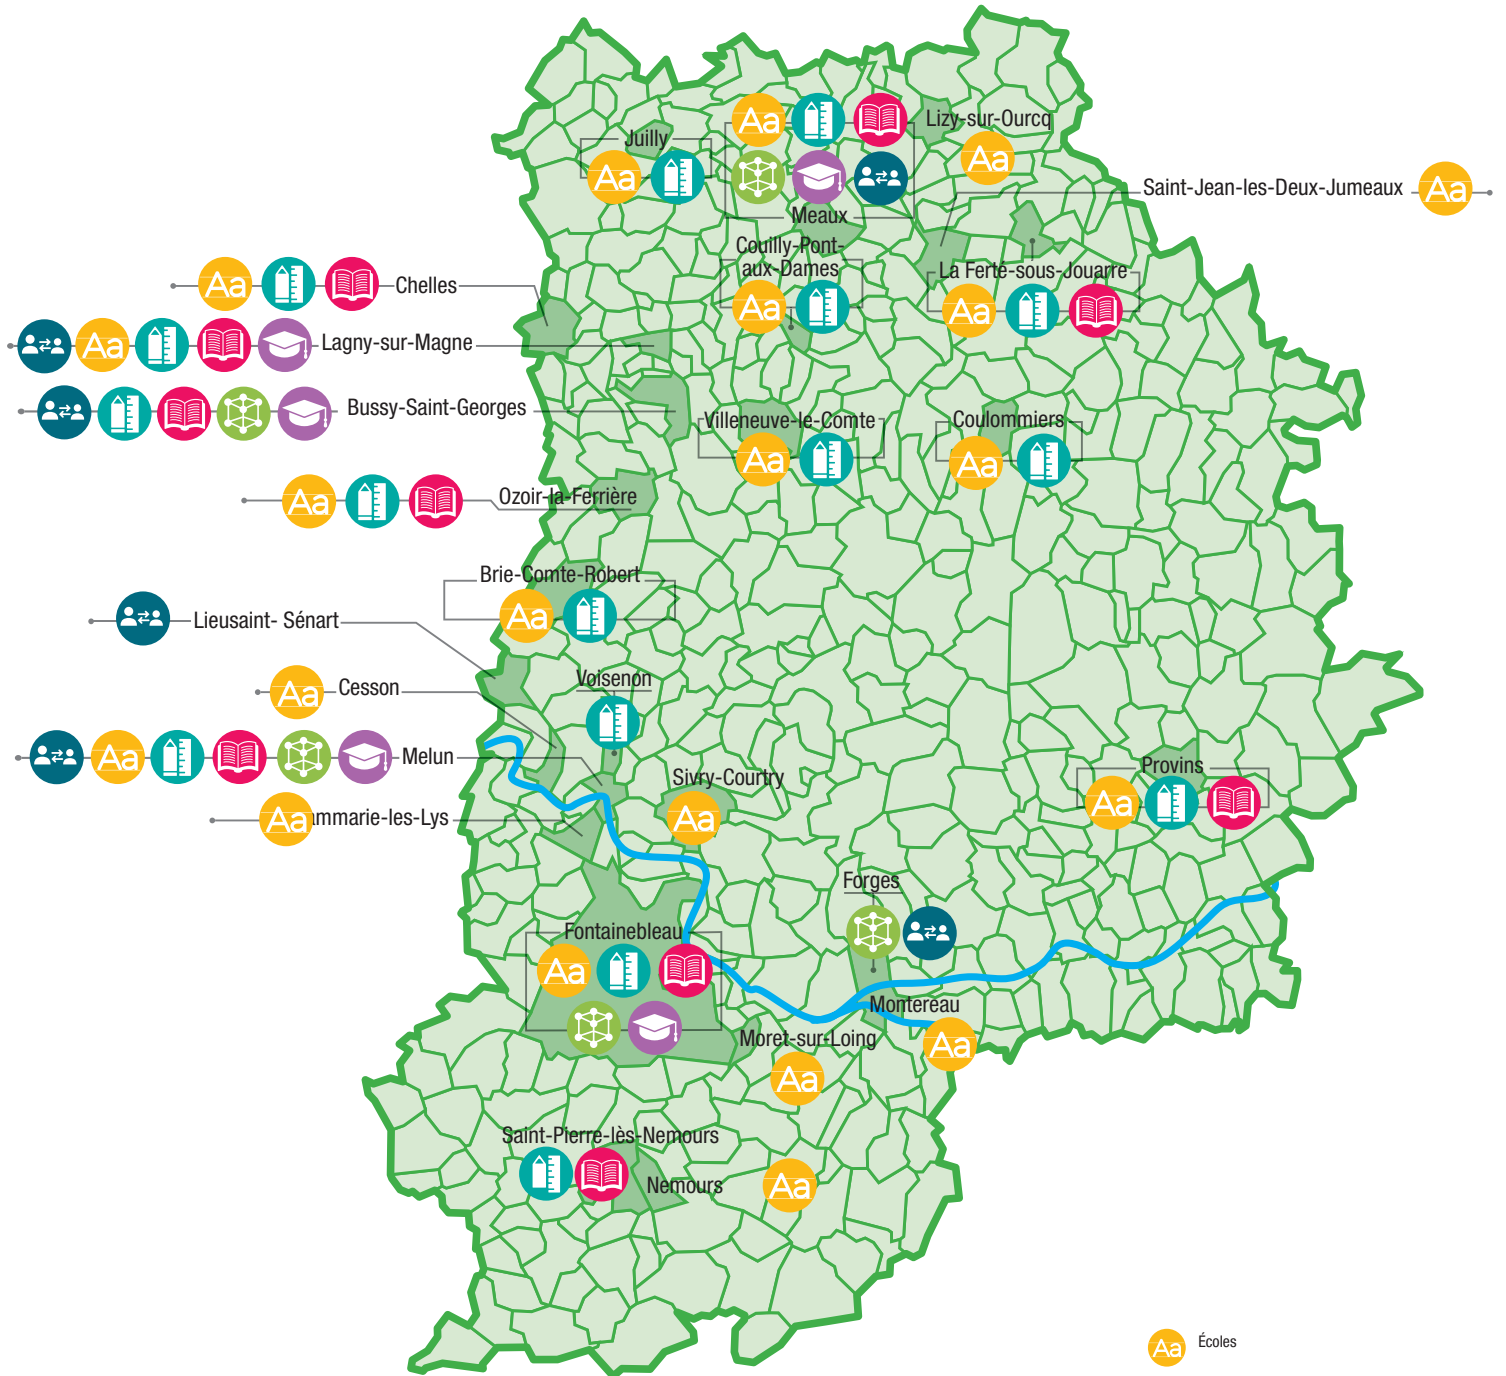 Aa
Lizy-sur-Ourcq
Juilly
Aa
Aa
Saint-Jean-les-Deux-Jumeaux
Aa
Meaux
Couilly-Pont-
aux-Dames
La Ferté-sous-Jouarre
Aa
Chelles
Aa
Aa
Aa
Lagny-sur-Magne
Bussy-Saint-Georges
Villeneuve-le-Comte
Coulommiers
Aa
Aa
Aa
Ozoir-la-Ferrière
Brie-Comte-Robert
Aa
Lieusaint- Sénart
Voisenon
Aa
Cesson
Aa
Melun
Provins
Sivry-Courtry
Aa
Aa
Aa
ammarie-les-Lys
Forges
Fontainebleau
Aa
Montereau
Moret-sur-Loing
Aa
Aa
Saint-Pierre-lès-Nemours
Nemours
Aa
Aa
Écoles